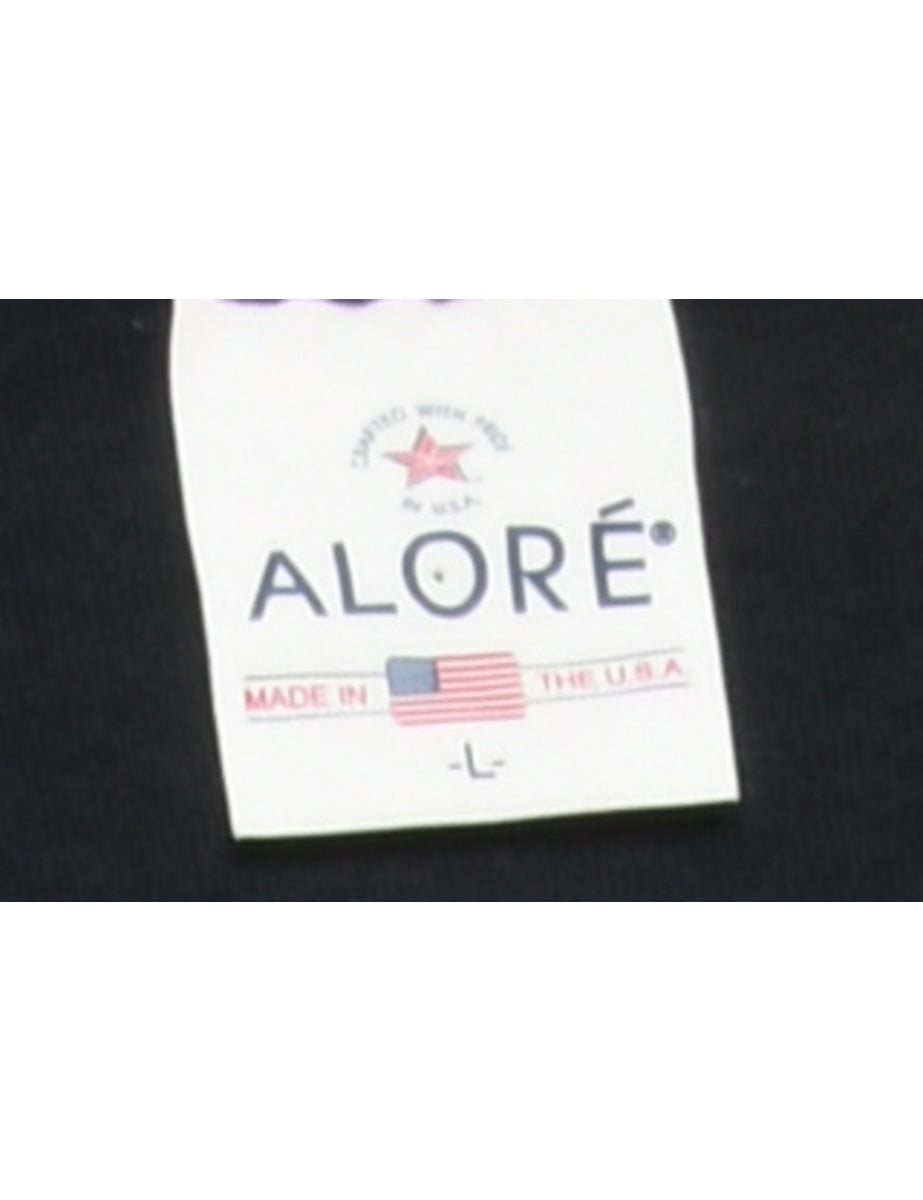 CRAFTED WITH PRIDE
IN U.S.A.
ALORÉ®
MADE IN THE U.S.A.
-L-